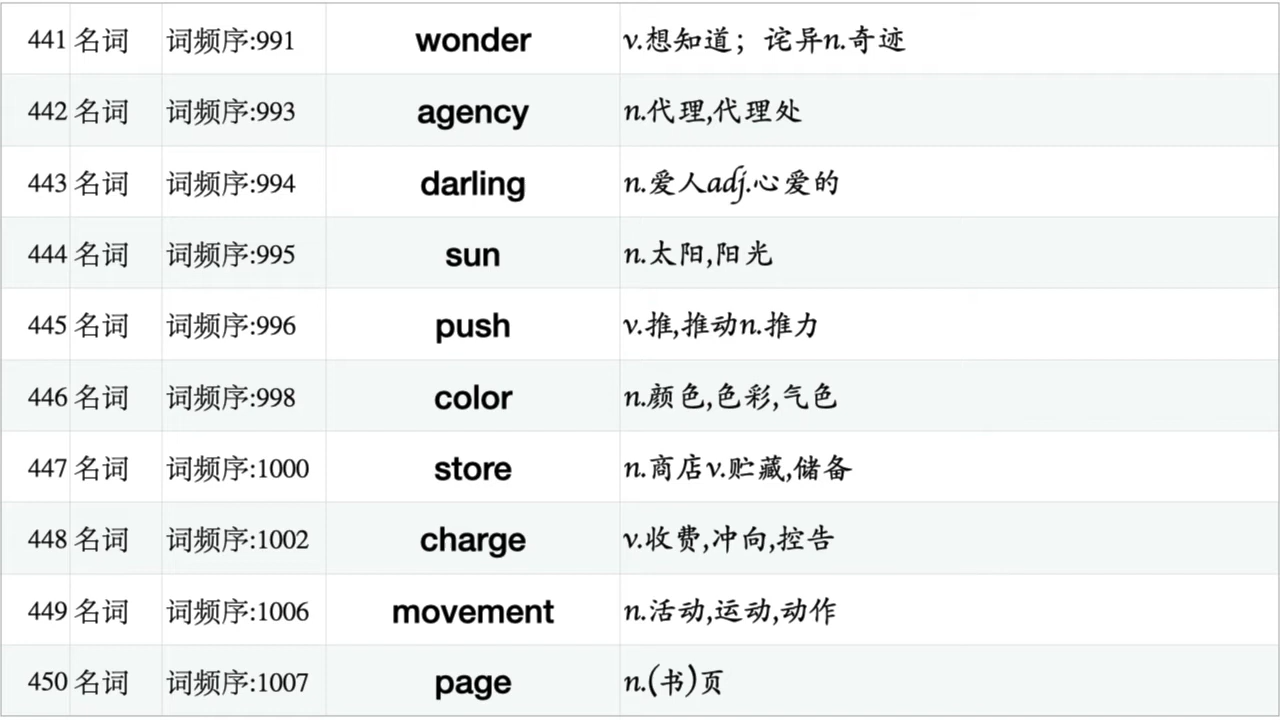 441 名词 词频序:991 wonder v.想知道；诧异n.奇迹
442 名词 词频序:993 agency n.代理,代理处
443 名词 词频序:994 darling n.爱人adj.心爱的
444 名词 词频序:995 sun n.太阳,阳光
445 名词 词频序:996 push v.推,推动n.推力
446 名词 词频序:998 color n.颜色,色彩,气色
447 名词 词频序:1000 store n.商店v.贮藏,储备
448 名词 词频序:1002 charge v.收费,冲向,控告
449 名词 词频序:1006 movement n.活动,运动,动作
450 名词 词频序:1007 page n.(书)页